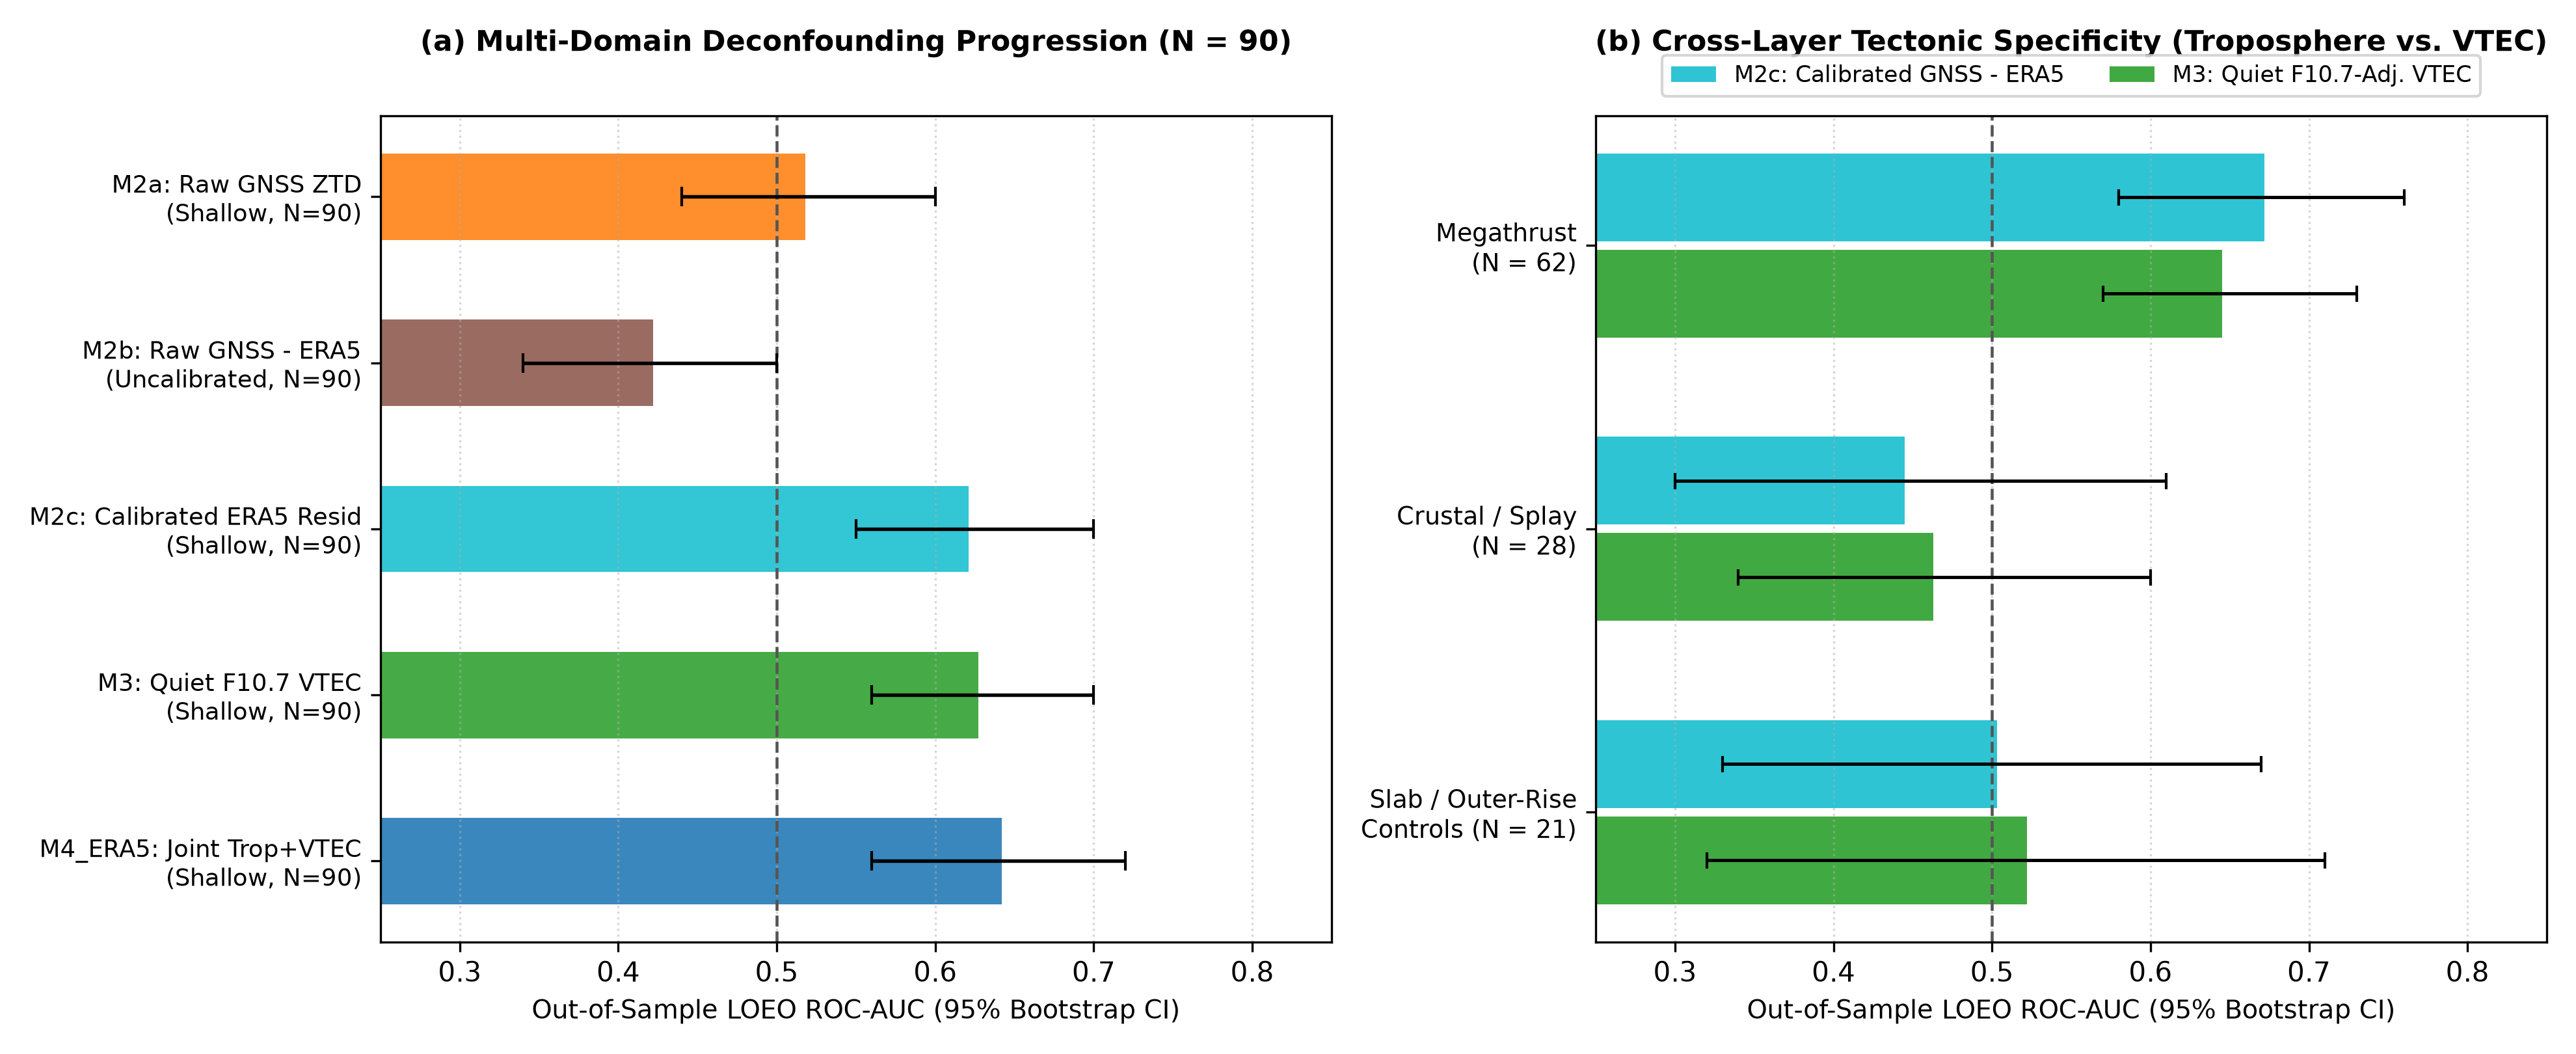 (a) Multi-Domain Deconfounding Progression (N = 90)
M2a: Raw GNSS ZTD
(Shallow, N=90)
M2b: Raw GNSS - ERA5
(Uncalibrated, N=90)
M2c: Calibrated ERA5 Resid
(Shallow, N=90)
M3: Quiet F10.7 VTEC
(Shallow, N=90)
M4_ERA5: Joint Trop+VTEC
(Shallow, N=90)
0.3 0.4 0.5 0.6 0.7 0.8
Out-of-Sample LOEO ROC-AUC (95% Bootstrap CI)
(b) Cross-Layer Tectonic Specificity (Troposphere vs. VTEC)
M2c: Calibrated GNSS - ERA5 M3: Quiet F10.7-Adj. VTEC
Megathrust
(N = 62)
Crustal / Splay
(N = 28)
Slab / Outer-Rise
Controls (N = 21)
0.3 0.4 0.5 0.6 0.7 0.8
Out-of-Sample LOEO ROC-AUC (95% Bootstrap CI)